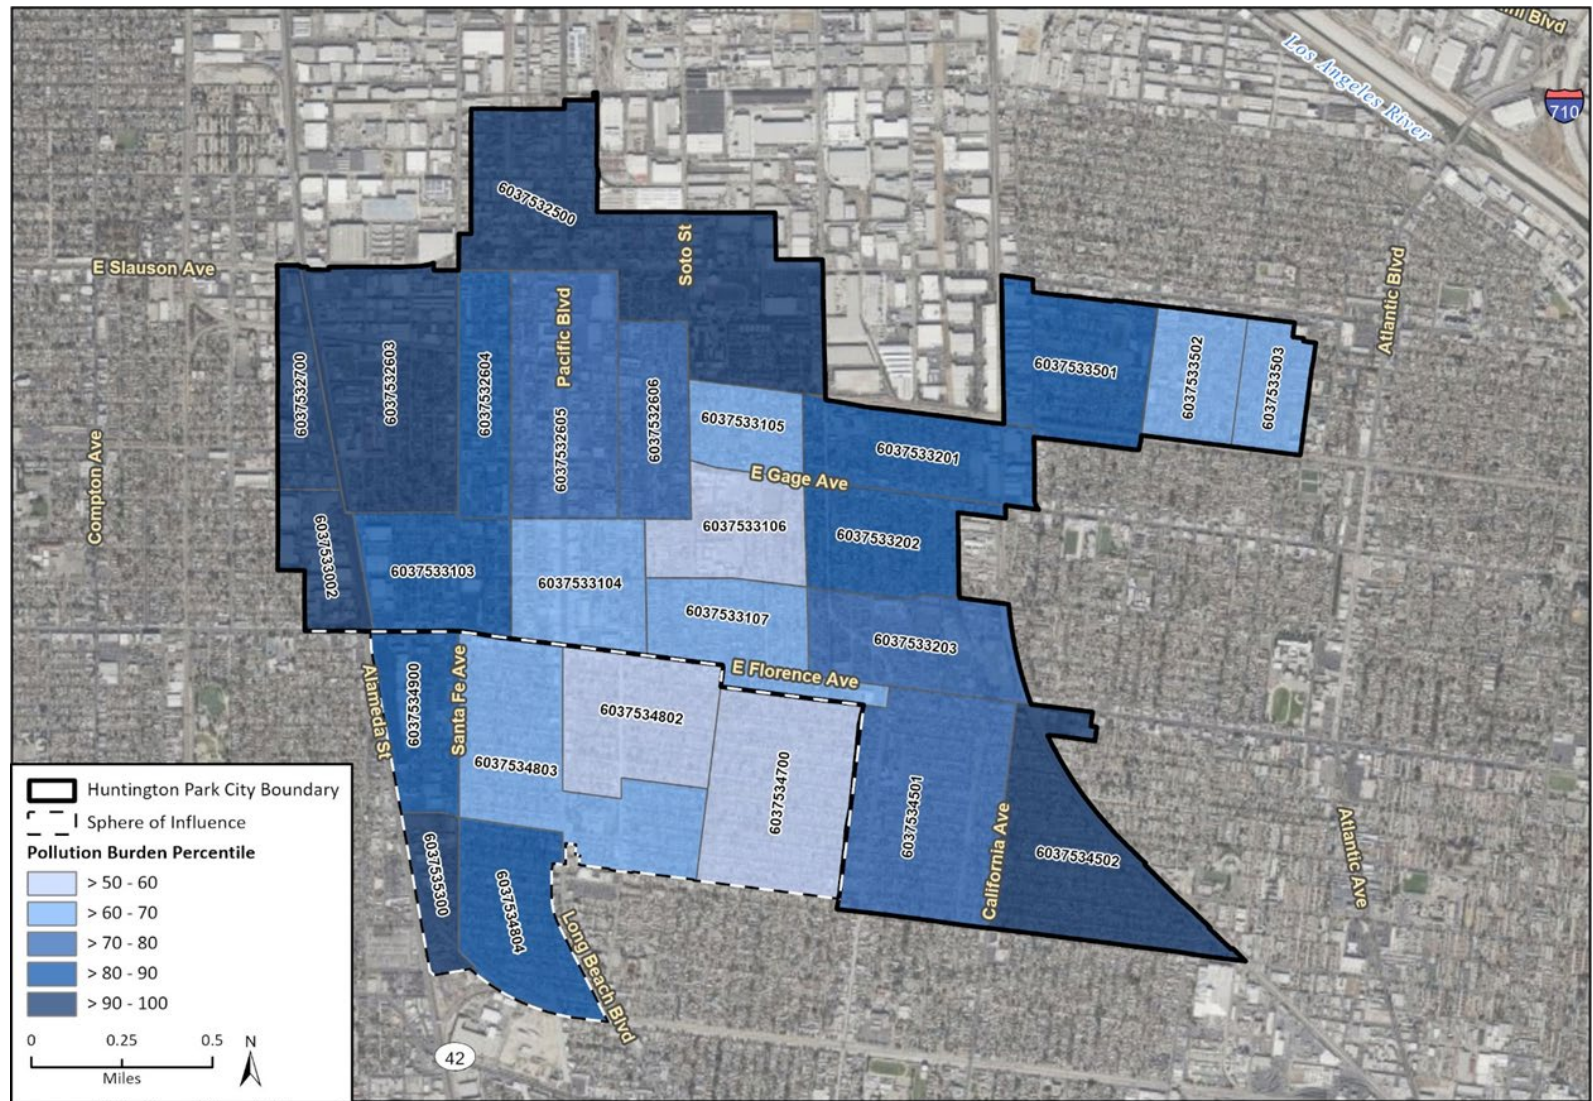 Los Angeles River
710
E Slauson Ave
6037532500
Soto St
Pacific Blvd
Atlantic Blvd
6037532700
6037532603
6037532604
6037532605
6037532606
6037533105
6037533501
6037533502
6037533503
Compton Ave
E Gage Ave
6037533201
6037533106
6037533202
6037533002
6037533103
6037533104
6037533107
6037533203
Alameda St
6037534900
Santa Fe Ave
E Florence Ave
6037534802
6037534803
6037534700
6037534501
California Ave
6037534502
Atlantic Ave
6037535300
6037534804
Long Beach Blvd
42
Huntington Park City Boundary
Sphere of Influence
Pollution Burden Percentile
> 50 - 60
> 60 - 70
> 70 - 80
> 80 - 90
> 90 - 100
0 0.25 0.5
Miles
N